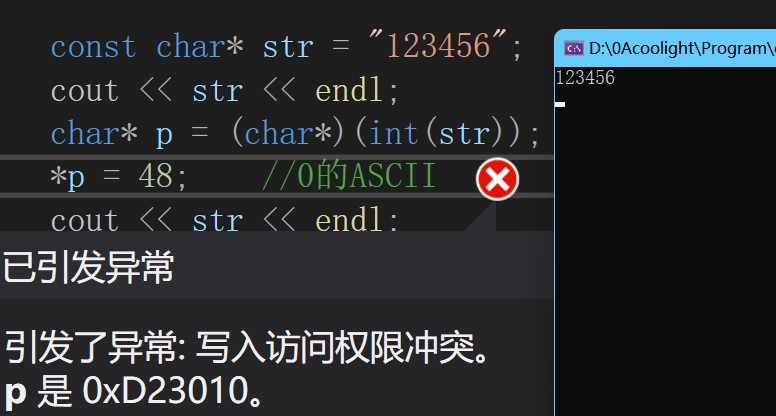 const char* str = "123456";
cout << str << endl;
char* p = (char*)(int(str));
*p = 48;   //0的ASCII
cout << str << endl;
已引发异常
引发了异常: 写入访问权限冲突。
p 是 0xD23010。
D:\0Acoolight\Program\
123456